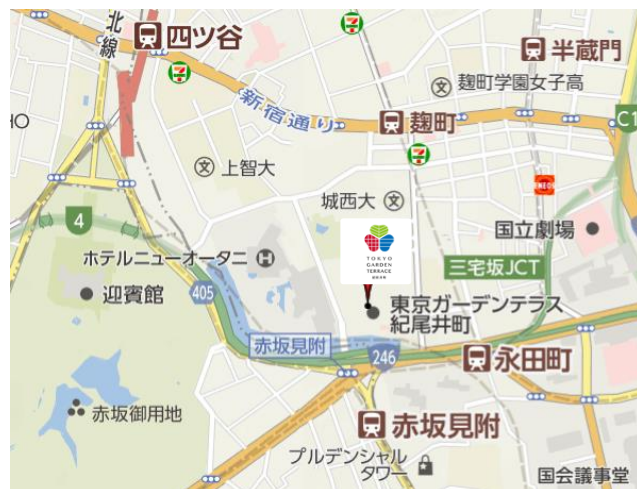 北線
四ツ谷
半蔵門
麹町学園女子高
新宿通り
麹町
C1
HO
上智大
城西大
ENEOS
4
国立劇場
TOKYO
GARDEN
TERRACE
ホテルニューオータニ
H
三宅坂JCT
迎賓館
405
東京ガーデンテラス
紀尾井町
赤坂見附
246
永田町
赤坂御用地
赤坂見附
プルデンシャル
タワー
国会議事堂